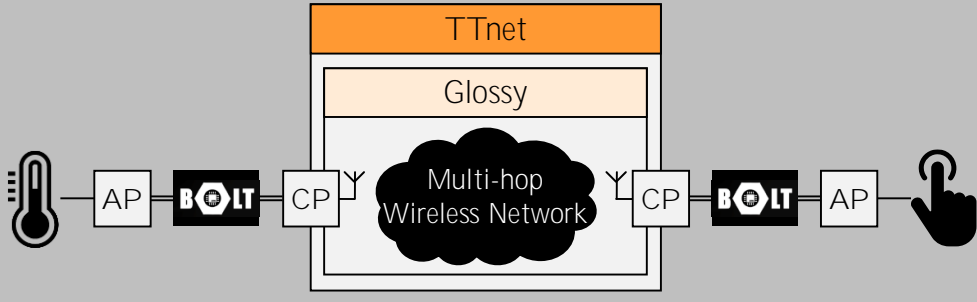 TTnet
Glossy
Multi-hop
Wireless Network
AP
BOLT
CP
CP
BOLT
AP